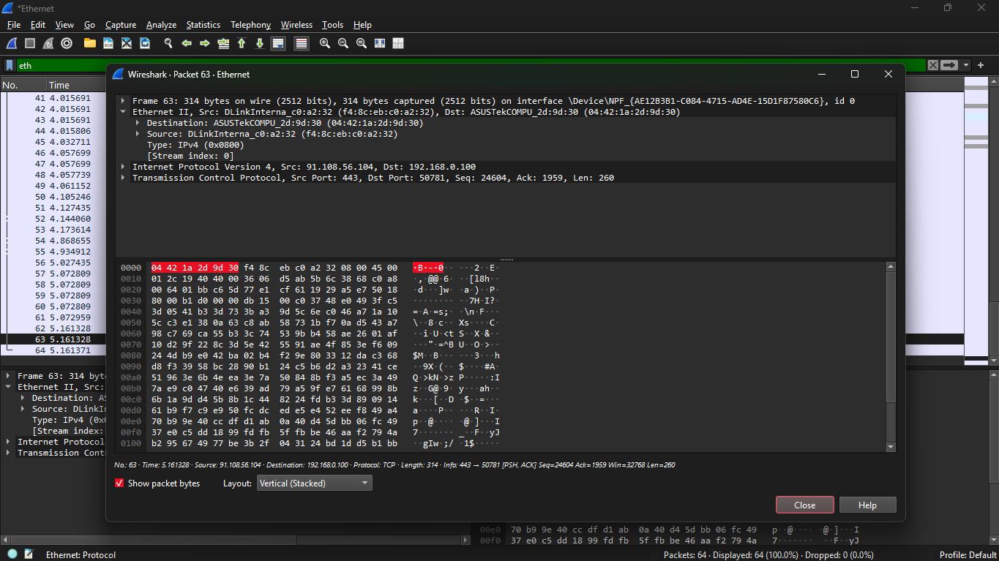 *Ethernet
File Edit View Go Capture Analyze Statistics Telephony Wireless Tools Help
eth
No. Time
41 4.015691
42 4.015691
43 4.015691
44 4.015806
45 4.032711
46 4.057699
47 4.057699
48 4.057739
49 4.061152
50 4.105246
51 4.127435
52 4.144060
53 4.173614
54 4.868655
55 4.934912
56 5.027435
57 5.072809
58 5.072809
59 5.072809
60 5.072809
61 5.072959
62 5.161328
63 5.161328
64 5.161371
Frame 63: 314 byt
Ethernet II, Src:
Destination: AS
Source: DLinkI
Type: IPv4 (0x
[Stream index:
Internet Protocol
Transmission Cont
Wireshark · Packet 63 · Ethernet
Frame 63: 314 bytes on wire (2512 bits), 314 bytes captured (2512 bits) on interface \Device\NPF_{AE12B3B1-C084-4715-AD4E-15D1F87580C6}, id 0
Ethernet II, Src: DLinkInterna_c0:a2:32 (f4:8c:eb:c0:a2:32), Dst: ASUSTekCOMPU_2d:9d:30 (04:42:1a:2d:9d:30)
Destination: ASUSTekCOMPU_2d:9d:30 (04:42:1a:2d:9d:30)
Source: DLinkInterna_c0:a2:32 (f4:8c:eb:c0:a2:32)
Type: IPv4 (0x0800)
[Stream index: 0]
Internet Protocol Version 4, Src: 91.108.56.104, Dst: 192.168.0.100
Transmission Control Protocol, Src Port: 443, Dst Port: 50781, Seq: 24604, Ack: 1959, Len: 260
0000 04 42 1a 2d 9d 30 f4 8c eb c0 a2 32 08 00 45 00 ·B·-·0·· ···2··E·
0010 01 2c 19 40 40 00 36 06 d5 ab 5b 6c 38 68 c0 a8 ·,·@@·6· ··[l8h··
0020 00 64 01 bb c6 5d 77 e1 cf 61 19 29 a5 e7 50 18 ·d···]w· ·a·)··P·
0030 80 00 b1 d0 00 00 db 15 00 c0 37 48 e0 49 3f c5 ········ ··7H·I?·
0040 3d 05 41 b3 3d 73 3b a3 9d 5c 6e c0 46 a7 1a 10 =·A·=s;· ·\n·F···
0050 5c c3 e1 38 0a 63 c8 ab 58 73 1b f7 0a d5 43 a7 \··8·c·· Xs····C·
0060 98 c7 69 ca 55 b3 3c 74 53 9b b4 58 ae 26 01 af ··i·U·<t S··X·&··
0070 10 d2 9f 22 8c 3d 5e 42 55 91 ae 4f 85 3e f6 09 ···"·=^B U··O·>··
0080 24 4d b9 e0 42 ba 02 b4 f2 9e 80 33 12 da c3 68 $M··B··· ···3···h
0090 d8 f3 39 58 bc 28 90 b1 24 c5 b6 d2 a3 23 41 ce ··9X·(·· $····#A·
00a0 51 96 3e 6b 4e ea 3e 7a 50 84 8b f3 a5 ec 3a 49 Q·>kN·>z P·····:I
00b0 7a e9 c0 47 40 e6 39 ad 79 a5 9f e7 61 68 99 8b z··G@·9· y···ah··
00c0 6b 1a 9d d4 5b 8b 1c 44 82 24 fd b3 3d 89 09 14 k···[··D ·$··=···
00d0 61 b9 f7 c9 e9 50 fc dc ed e5 e4 52 ee f8 49 a4 a····P·· ···R··I·
00e0 70 b9 9e 40 cc df d1 ab 0a 40 d4 5d bb 06 fc 49 p··@···· ·@·]···I
00f0 37 e0 c5 dd 18 99 fd fb 5f fb be 46 aa f2 79 4a 7······· _··F··yJ
0100 b2 95 67 49 77 be 3b 2f 04 31 24 bd 1d d5 b1 bb ··gIw·;/ ·1$·····
No.: 63 · Time: 5.161328 · Source: 91.108.56.104 · Destination: 192.168.0.100 · Protocol: TCP · Length: 314 · Info: 443 → 50781 [PSH, ACK] Seq=24604 Ack=1959 Win=32768 Len=260
Show packet bytes Layout: Vertical (Stacked)
Close Help
00e0 70 b9 9e 40 cc df d1 ab 0a 40 d4 5d bb 06 fc 49 p··@···· ·@·]···I
00f0 37 e0 c5 dd 18 99 fd fb 5f fb be 46 aa f2 79 4a 7······· _··F··yJ
Ethernet: Protocol Packets: 64 · Displayed: 64 (100.0%) · Dropped: 0 (0.0%) Profile: Default